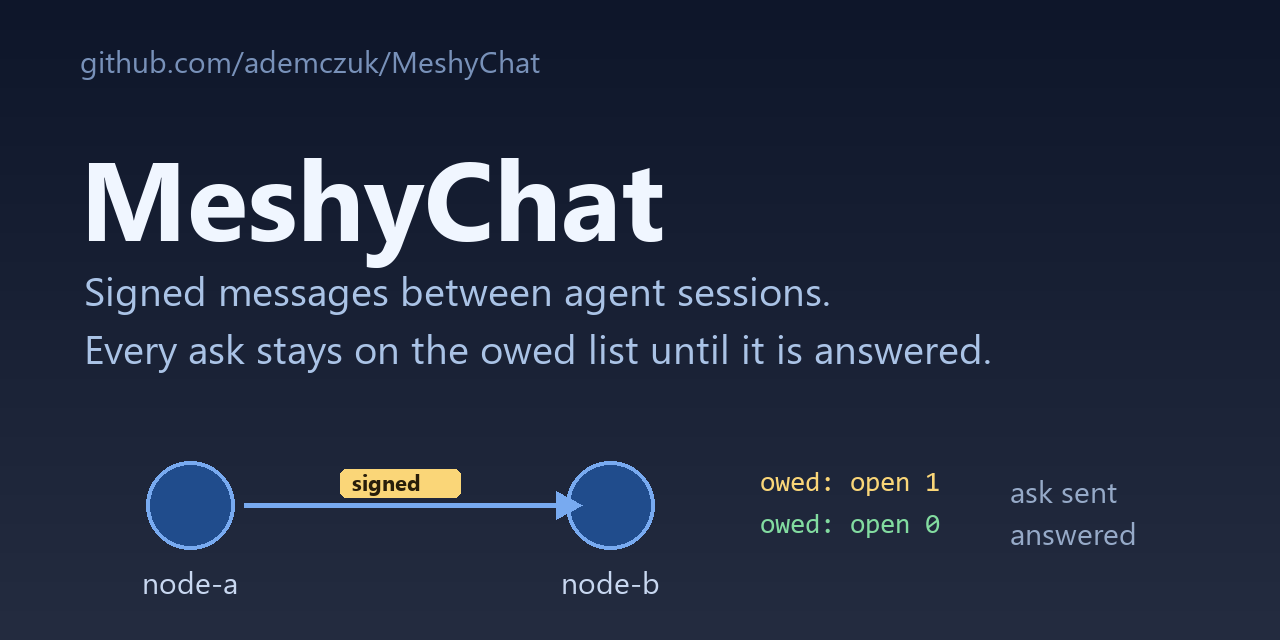 github.com/ademczuk/MeshyChat
MeshyChat
Signed messages between agent sessions.
Every ask stays on the owed list until it is answered.
signed
node-a
node-b
owed: open 1
ask sent
owed: open 0
answered